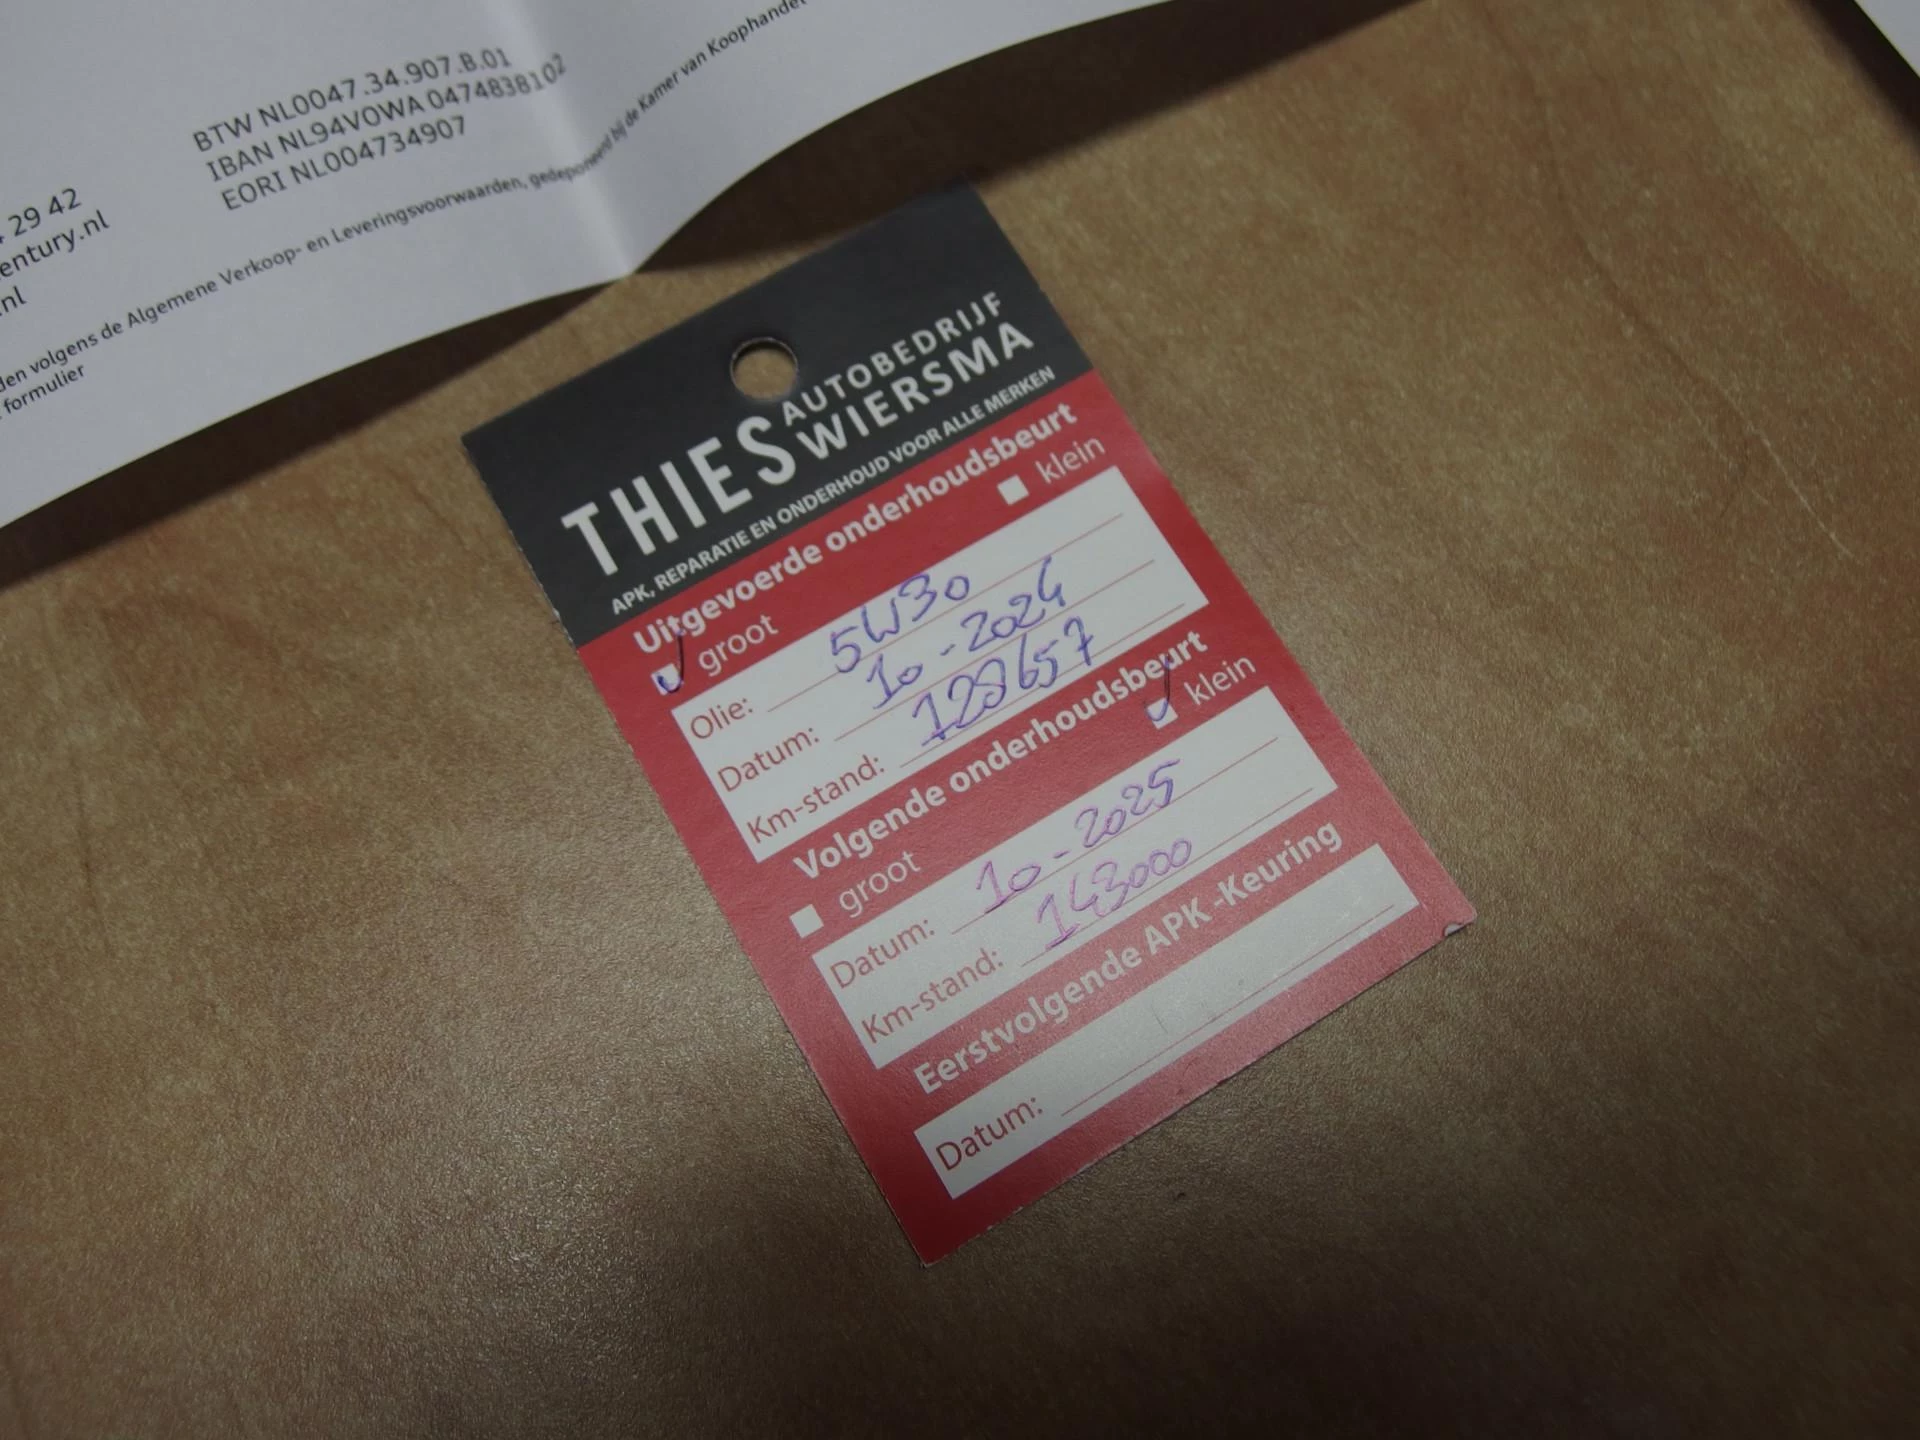 BTW NL0047.34.907.B.01
IBAN NL94VOWA 0474838102
EORI NL004734907
29 42
entury.nl
.nl
den volgens de Algemene Verkoop- en Leveringsvoorwaarden, gedeponeerd bij de Kamer van Koophandel
formulier
THIES AUTOBEDRIJF
WIERSMA
APK, REPARATIE EN ONDERHOUD VOOR ALLE MERKEN
Uitgevoerde onderhoudsbeurt
groot klein
Olie: 5W30
Datum: 10-2024
Km-stand: 128657
Volgende onderhoudsbeurt
groot klein
Datum: 10-2025
Km-stand: 143000
Eerstvolgende APK -Keuring
Datum: